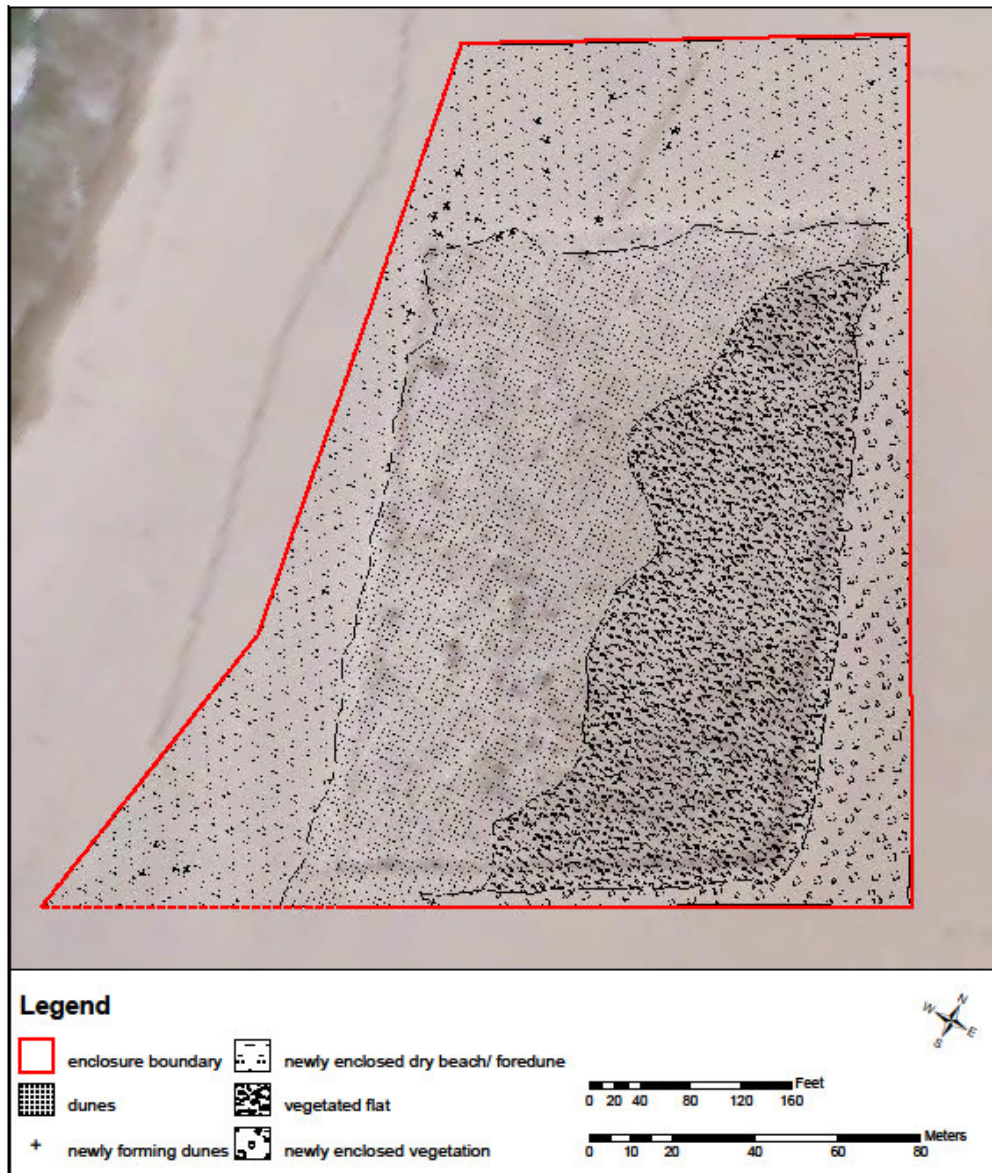 Legend
enclosure boundary
dunes
newly forming dunes
newly enclosed dry beach/ foredune
vegetated flat
newly enclosed vegetation
N
W
E
S
Feet
0 20 40 80 120 160
Meters
0 10 20 40 60 80